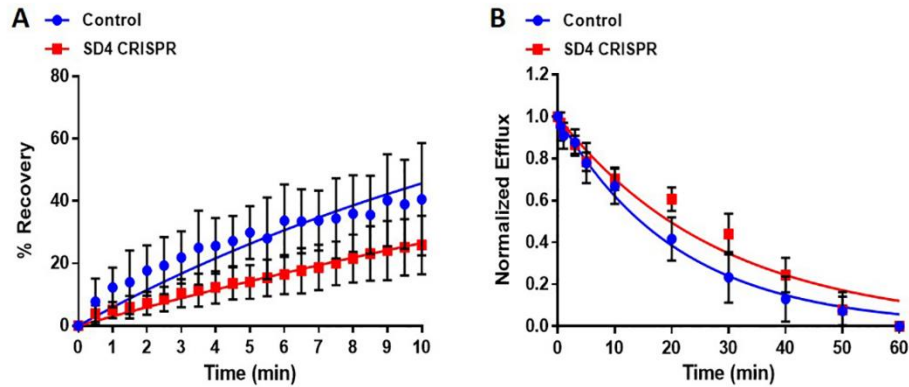 A
Control
SD4 CRISPR
80
60
40
20
0
% Recovery
0 1 2 3 4 5 6 7 8 9 10
Time (min)
B
Control
SD4 CRISPR
1.2
1.0
0.8
0.6
0.4
0.2
0.0
Normalized Efflux
0 10 20 30 40 50 60
Time (min)